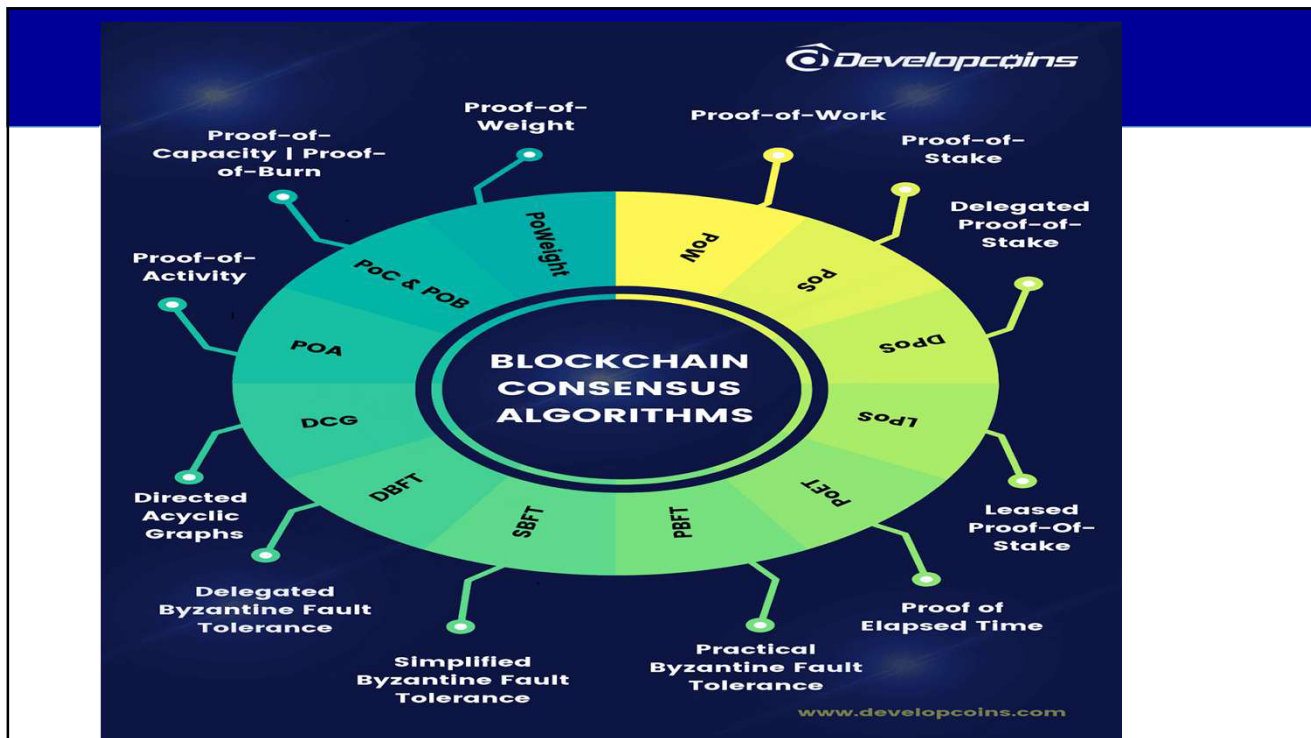 Developcoins
Proof-of-
Weight
Proof-of-Work
Proof-of-
Capacity | Proof-
of-Burn
Proof-of-
Stake
Delegated
Proof-of-
Stake
Proof-of-
Activity
PoWeight
PoW
PoC & POB
PoS
POA
DPoS
BLOCKCHAIN
CONSENSUS
ALGORITHMS
DCG
LPoS
DBFT
PoET
SBFT
PBFT
Directed
Acyclic
Graphs
Leased
Proof-Of-
Stake
Delegated
Byzantine Fault
Tolerance
Proof of
Elapsed Time
Simplified
Byzantine Fault
Tolerance
Practical
Byzantine Fault
Tolerance
www.developcoins.com